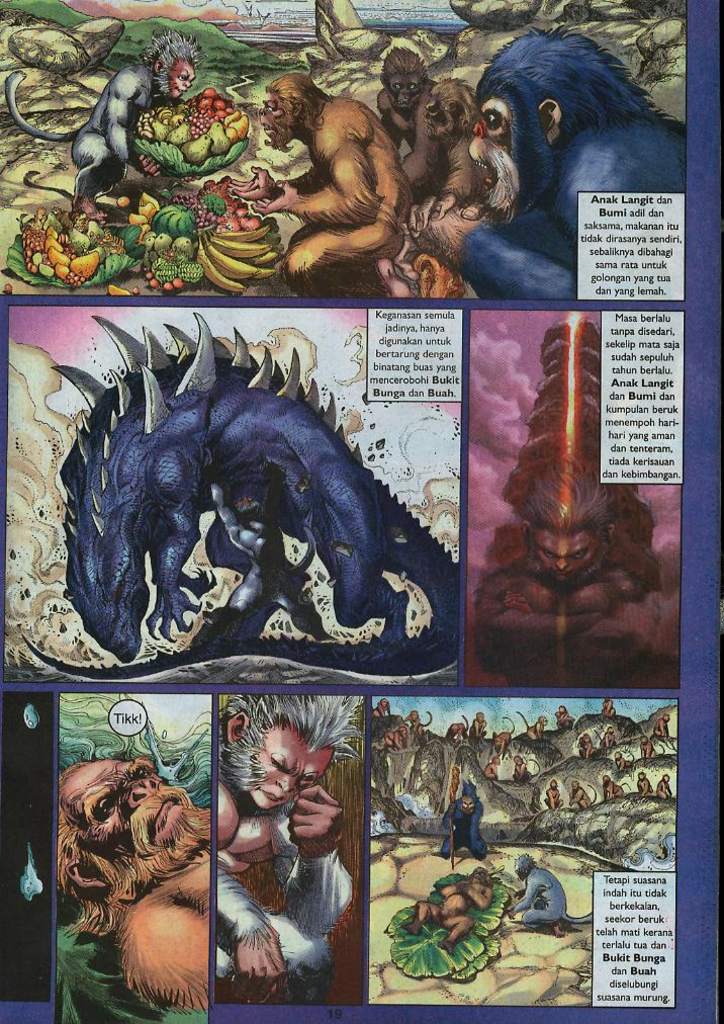 Anak Langit dan
Bumi adil dan
saksama, makanan itu
tidak dirasanya sendiri,
sebaliknya dibahagi
sama rata untuk
golongan yang tua
dan yang lemah.
Keganasan semula
jadinya, hanya
digunakan untuk
bertarung dengan
binatang buas yang
mencerobohi Bukit
Bunga dan Buah.
Masa berlalu
tanpa disedari,
sekelip mata saja
sudah sepuluh
tahun berlalu.
Anak Langit
dan Bumi dan
kumpulan beruk
menempoh hari-
hari yang aman
dan tenteram,
tiada kerisauan
dan kebimbangan.
Tikk!
Tetapi suasana
indah itu tidak
berkekalan,
seekor beruk
telah mati kerana
terlalu tua dan
Bukit Bunga
dan Buah
diselubungi
suasana murung.
19